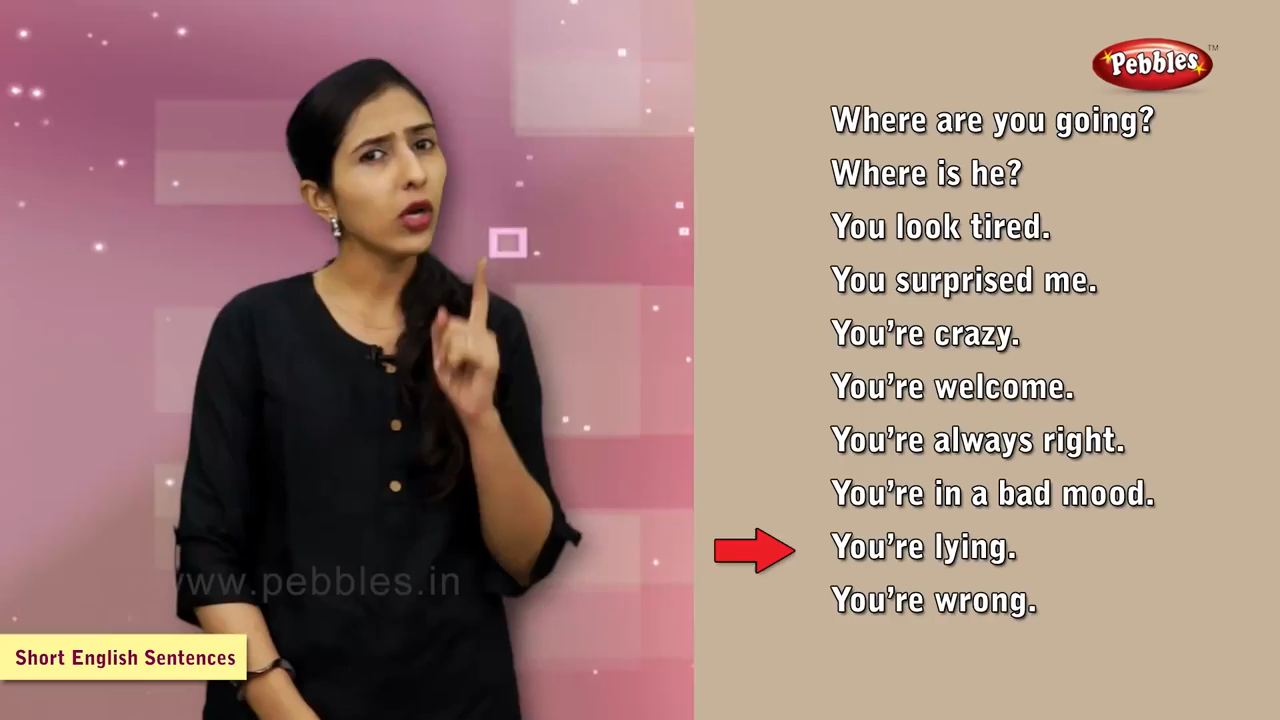 Pebbles TM
Where are you going?
Where is he?
You look tired.
You surprised me.
You're crazy.
You're welcome.
You're always right.
You're in a bad mood.
You're lying.
You're wrong.
www.pebbles.in
Short English Sentences